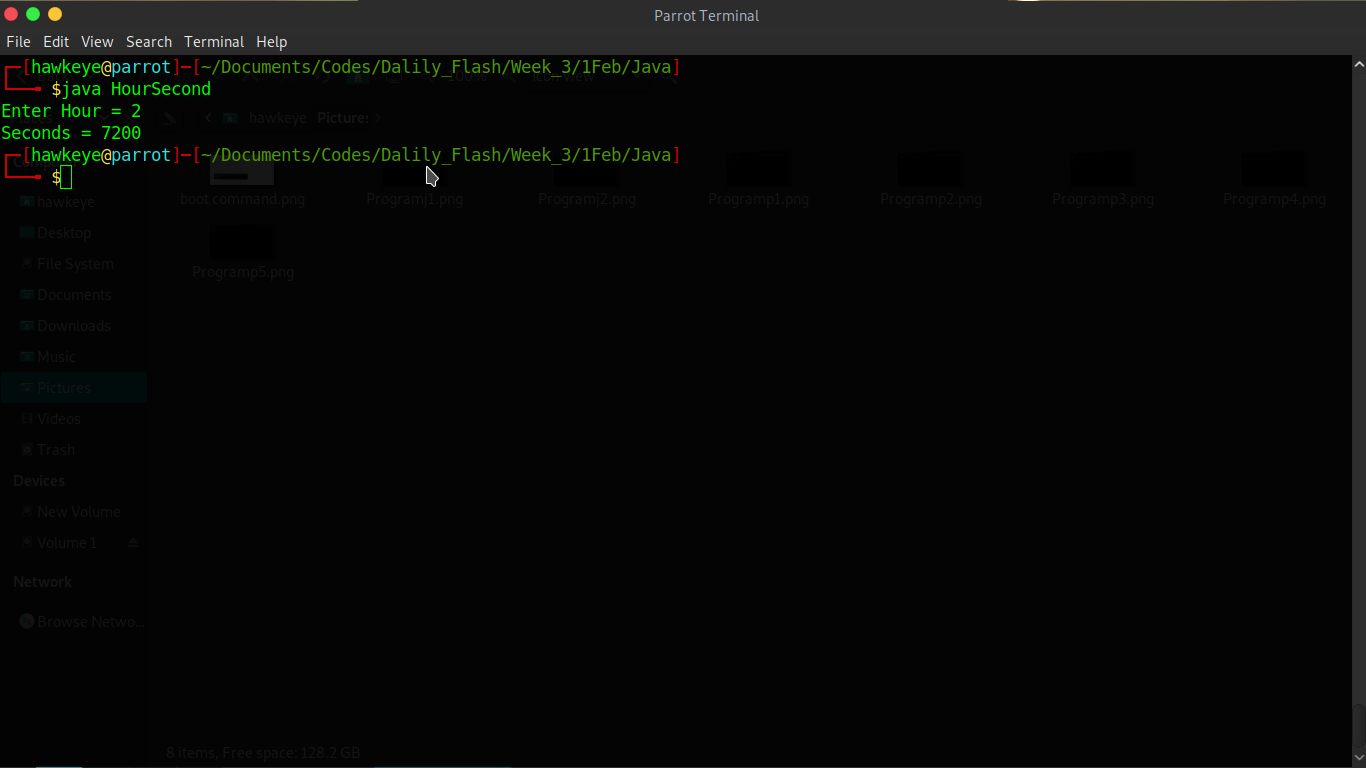 Parrot Terminal
File Edit View Search Terminal Help
┌─[hawkeye@parrot]─[~/Documents/Codes/Dalily_Flash/Week_3/1Feb/Java]
└──╼ $java HourSecond
Enter Hour = 2
Seconds = 7200
┌─[hawkeye@parrot]─[~/Documents/Codes/Dalily_Flash/Week_3/1Feb/Java]
└──╼ $
hawkeye Pictures
boot command.png Programj1.png Programj2.png Programp1.png Programp2.png Programp3.png Programp4.png
Programp5.png
hawkeye
Desktop
File System
Documents
Downloads
Music
Pictures
Videos
Trash
Devices
New Volume
Volume 1
Network
Browse Netwo...
8 items, Free space: 128.2 GB